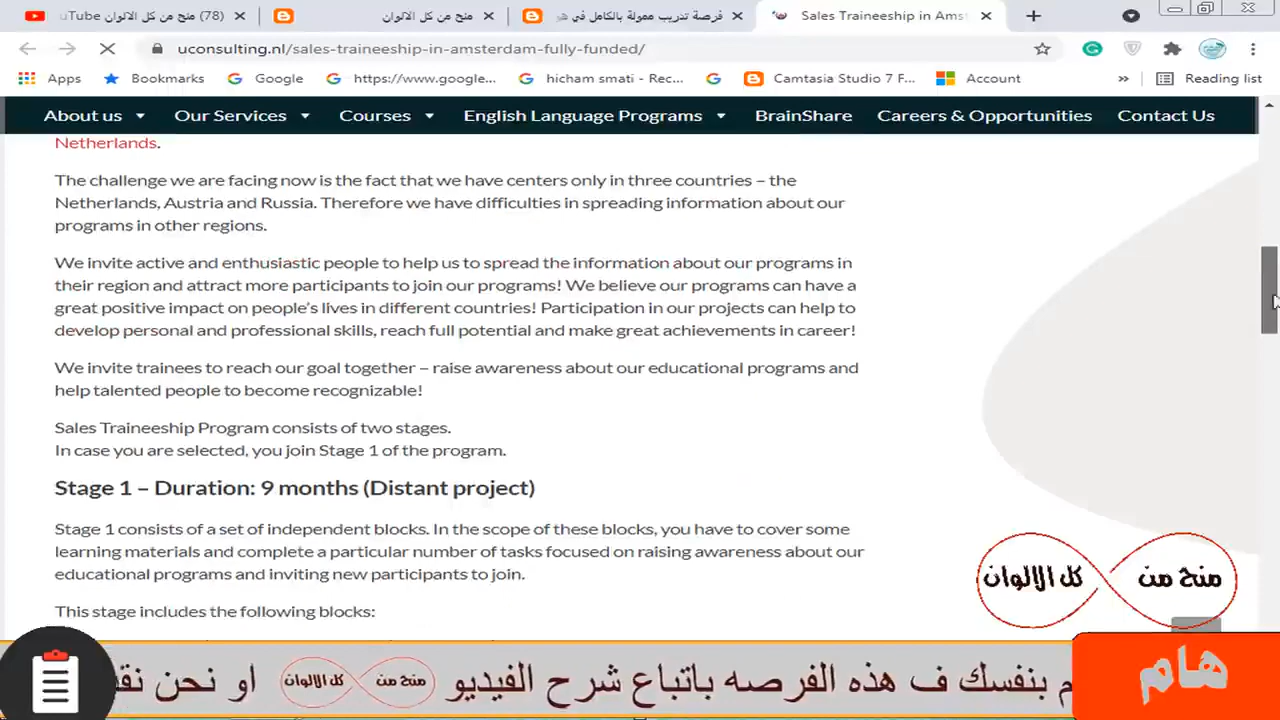 (78) منح من كل الالوان uTube
منح من كل الالوان
فرصة تدريب ممولة بالكامل في هو
Sales Traineeship in Amst
uconsulting.nl/sales-traineeship-in-amsterdam-fully-funded/
Apps
Bookmarks
Google
https://www.google...
hicham smati - Rec...
Camtasia Studio 7 F...
Account
»
Reading list
About us
Our Services
Courses
English Language Programs
BrainShare
Careers & Opportunities
Contact Us
Netherlands.
The challenge we are facing now is the fact that we have centers only in three countries – the
Netherlands, Austria and Russia. Therefore we have difficulties in spreading information about our
programs in other regions.
We invite active and enthusiastic people to help us to spread the information about our programs in
their region and attract more participants to join our programs! We believe our programs can have a
great positive impact on people's lives in different countries! Participation in our projects can help to
develop personal and professional skills, reach full potential and make great achievements in career!
We invite trainees to reach our goal together – raise awareness about our educational programs and
help talented people to become recognizable!
Sales Traineeship Program consists of two stages.
In case you are selected, you join Stage 1 of the program.
Stage 1 – Duration: 9 months (Distant project)
Stage 1 consists of a set of independent blocks. In the scope of these blocks, you have to cover some
learning materials and complete a particular number of tasks focused on raising awareness about our
educational programs and inviting new participants to join.
This stage includes the following blocks:
منح من كل الالوان
هام
م بنفسك ف هذه الفرصه باتباع شرح الفيديو منح من كل الالوان او نحن نق